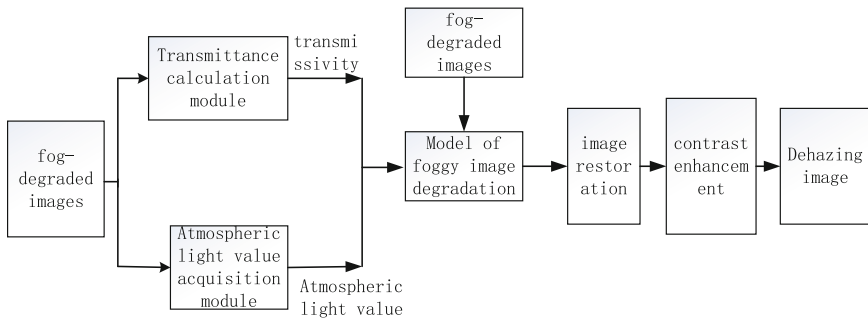 fog-
degraded
images
Transmittance
calculation
module
transmi
ssivity
Atmospheric
light value
acquisition
module
Atmospheric
light value
fog-
degraded
images
Model of
foggy image
degradation
image
restor
ation
contrast
enhancem
ent
Dehazing
image